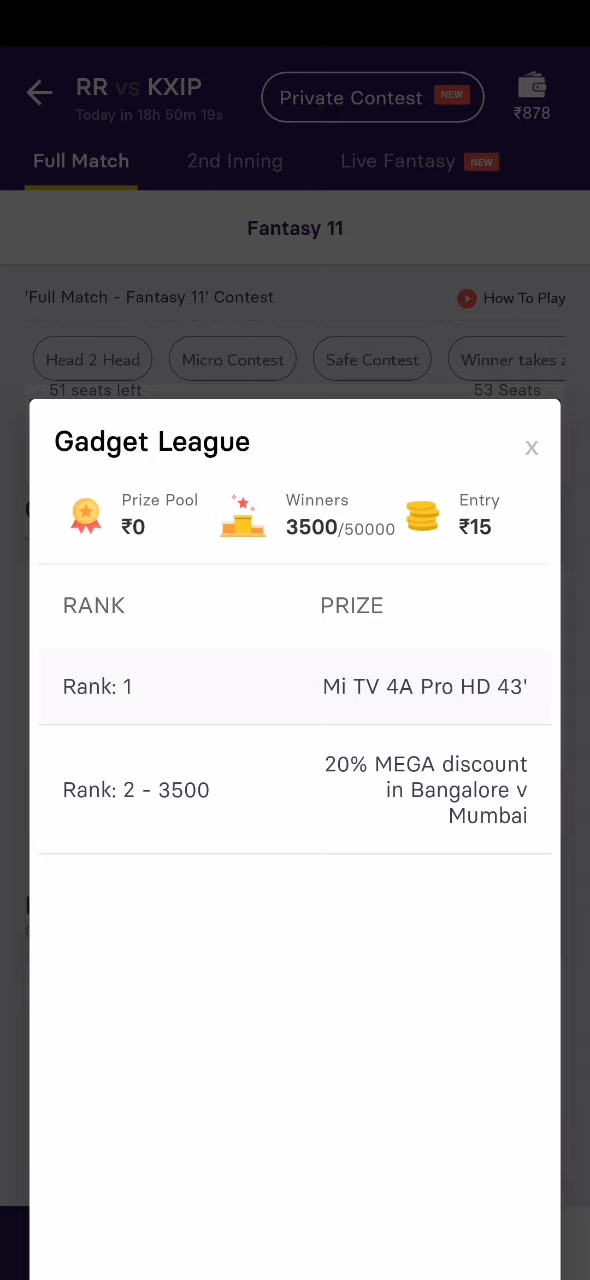 RR vs KXIP
Today in 18h 50m 19s
Private Contest NEW
₹878
Full Match
2nd Inning
Live Fantasy NEW
Fantasy 11
'Full Match - Fantasy 11' Contest
How To Play
Head 2 Head
Micro Contest
Safe Contest
Winner takes
51 seats left
53 Seats
Gadget League
x
Prize Pool
₹0
Winners
3500/50000
Entry
₹15
RANK PRIZE
Rank: 1 Mi TV 4A Pro HD 43'
Rank: 2 - 3500
20% MEGA discount
in Bangalore v
Mumbai